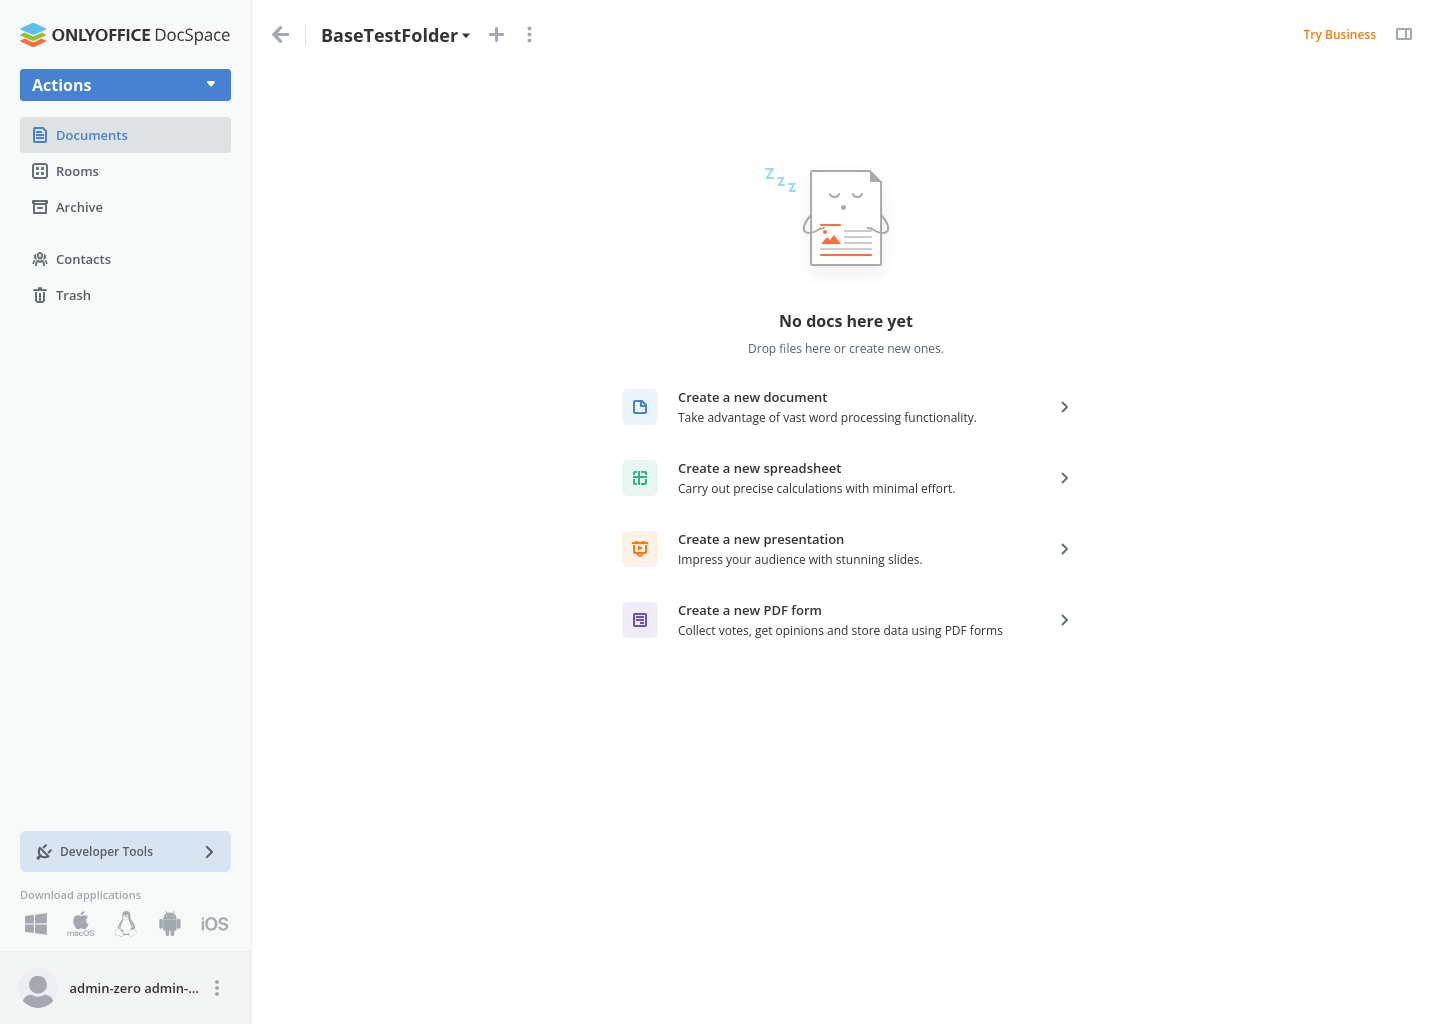 ONLYOFFICE DocSpace
Actions
Documents
Rooms
Archive
Contacts
Trash
Developer Tools
Download applications
macOS
iOS
admin-zero admin-...
BaseTestFolder
Try Business
z z z
No docs here yet
Drop files here or create new ones.
Create a new document
Take advantage of vast word processing functionality.
Create a new spreadsheet
Carry out precise calculations with minimal effort.
Create a new presentation
Impress your audience with stunning slides.
Create a new PDF form
Collect votes, get opinions and store data using PDF forms